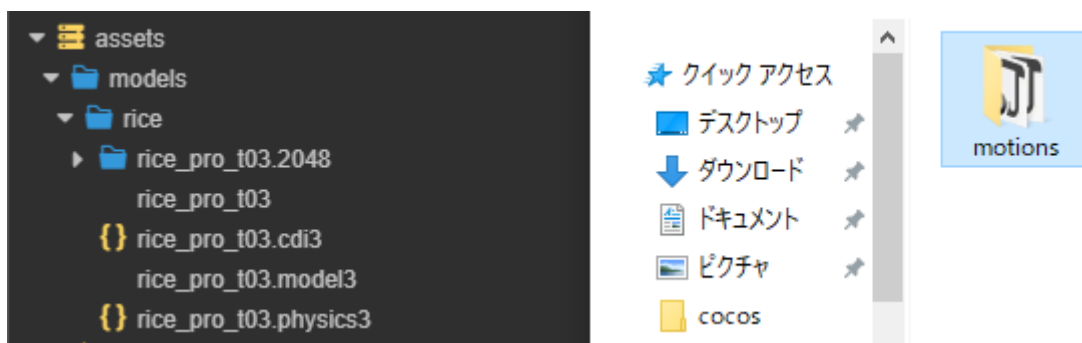 assets
models
rice
rice_pro_t03.2048
rice_pro_t03
{} rice_pro_t03.cdi3
rice_pro_t03.model3
{} rice_pro_t03.physics3
クイック アクセス
デスクトップ
ダウンロード
ドキュメント
ピクチャ
cocos
motions